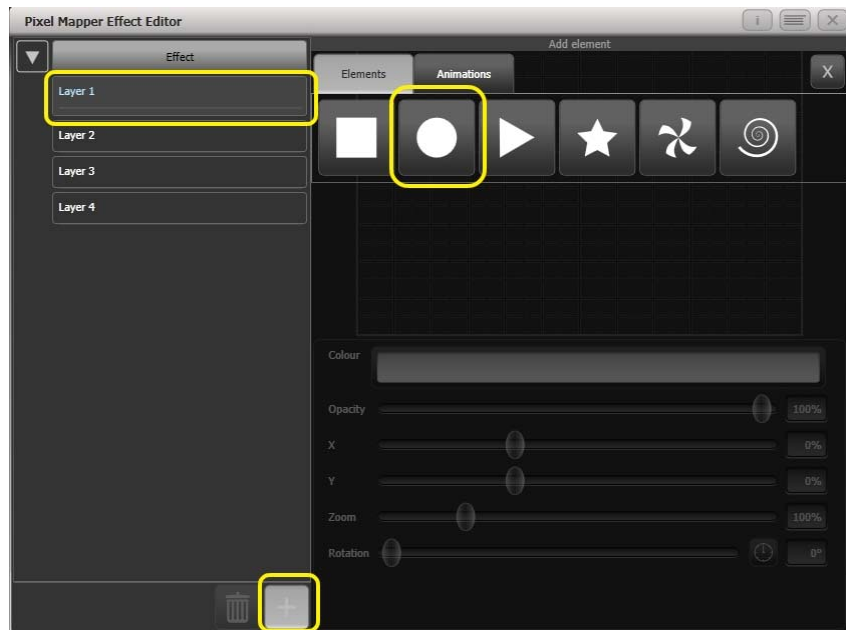 Pixel Mapper Effect Editor
i
X
Effect
Add element
Elements
Animations
X
Layer 1
Layer 2
Layer 3
Layer 4
Colour
Opacity
100%
X
0%
Y
0%
Zoom
100%
Rotation
0°
+